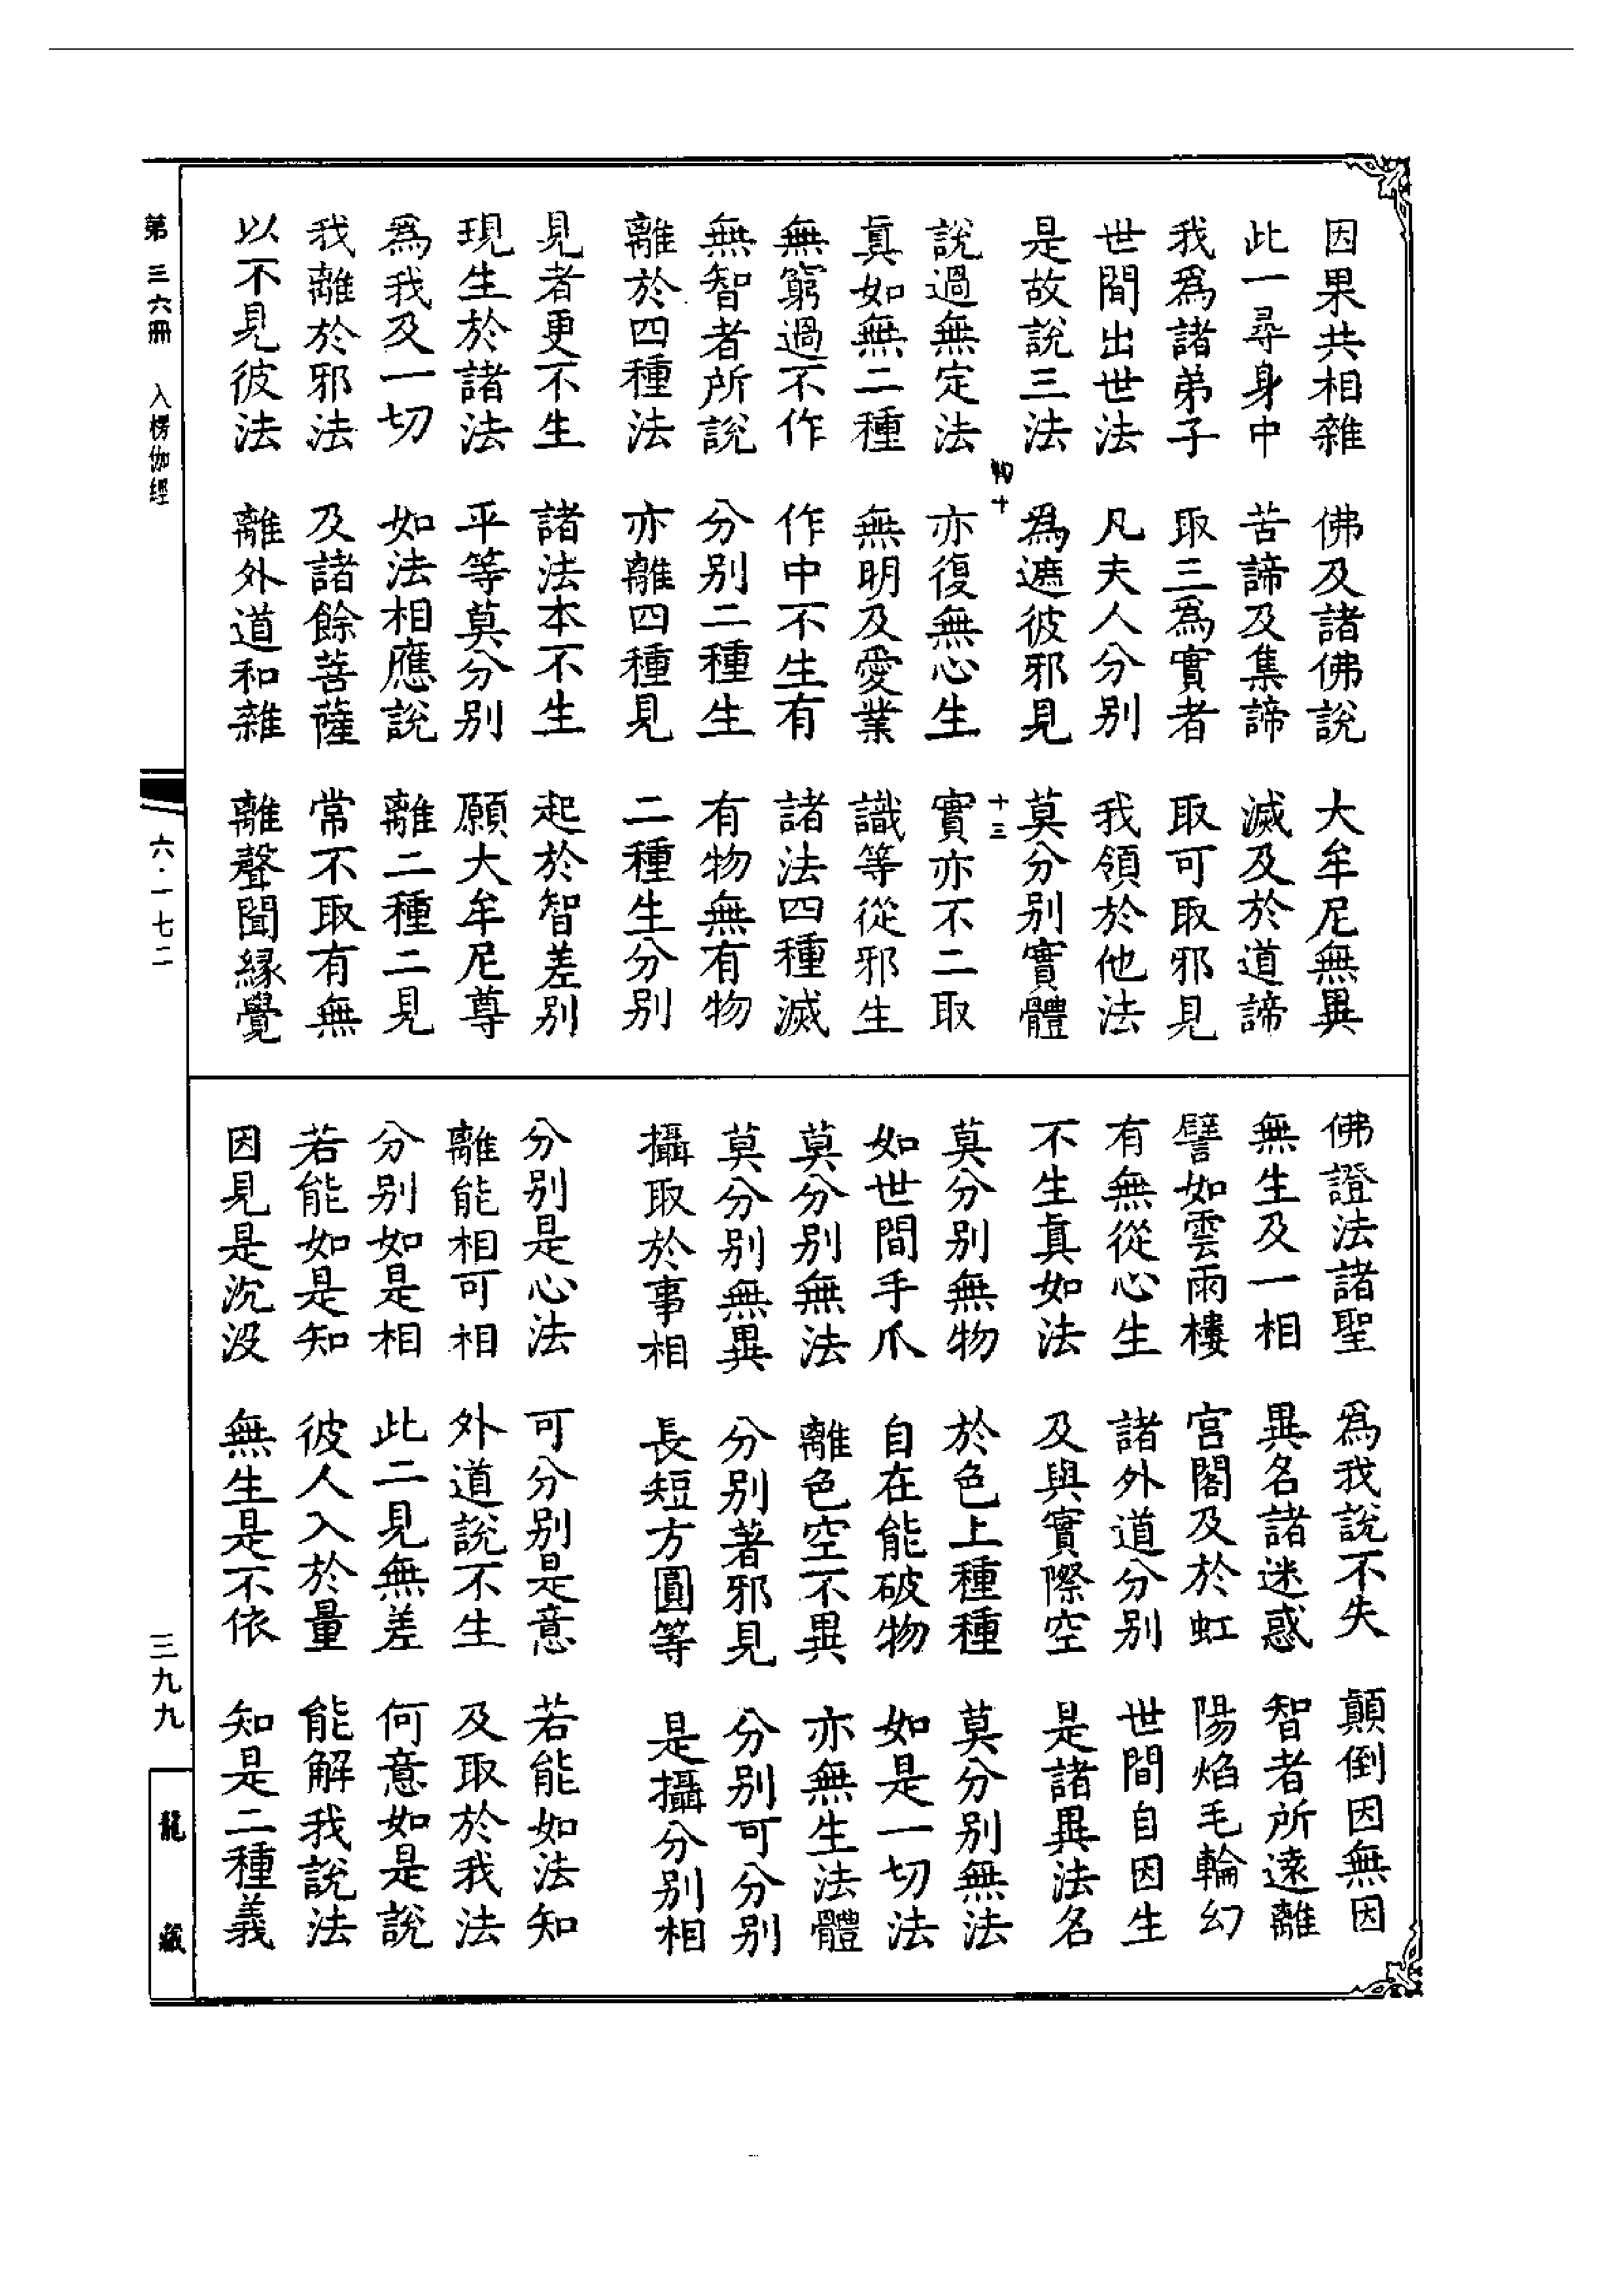 因果共相雜　佛及諸佛說　大牟尼無異
此一尋身中　苦諦及集諦　滅及於道諦
我爲諸弟子　取三爲實者　取可取邪見
世間出世法　凡夫人分別　我領於他法
是故說三法　爲遮彼邪見　莫分別實體
十　十三
說過無定法　亦復無心生　實亦不二取
真如無二種　無明及愛業　識等從邪生
無窮過不作　作中不生有　諸法四種滅
無智者所說　分別二種生　有物無有物
離於四種法　亦離四種見　二種生分別
見者更不生　諸法本不生　起於智差別
現生於諸法　平等莫分別　願大牟尼尊
爲我及一切　如法相應說　離二種二見
我離於邪法　及諸餘菩薩　常不取有無
以不見彼法　離外道和雜　離聲聞緣覺
佛證法諸聖　爲我說不失　顛倒因無因
無生及一相　異名諸迷惑　智者所遠離
譬如雲雨樓　宮閣及於虹　陽焰毛輪幻
有無從心生　諸外道分別　世間自因生
不生真如法　及與實際空　是諸異法名
莫分別無物　於色上種種　莫分別無法
如世間手爪　自在能破物　如是一切法
莫分別無法　離色空不異　亦無生法體
莫分別無異　分別著邪見　分別可分別
攝取於事相　長短方圓等　是攝分別相
分別是心法　可分別是意　若能如法知
離能相可相　外道說不生　及取於我法
分別如是相　此二見無差　何意如是說
若能如是知　彼人入於量　能解我說法
因見是沉沒　無生是不依　知是二種義
第三六冊　入楞伽經
六·一七二
三九九
龍藏